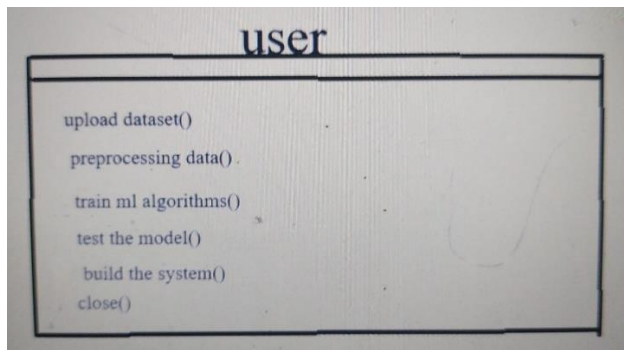 user
upload dataset()
preprocessing data()
train ml algorithms()
test the model()
build the system()
close()